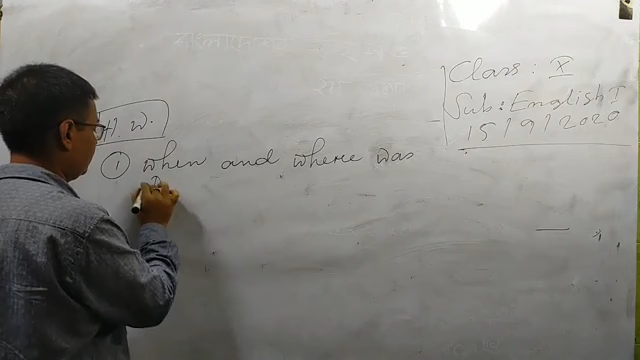 Class: X
Sub: English I
15/9/2020
H. W.
① when and where was